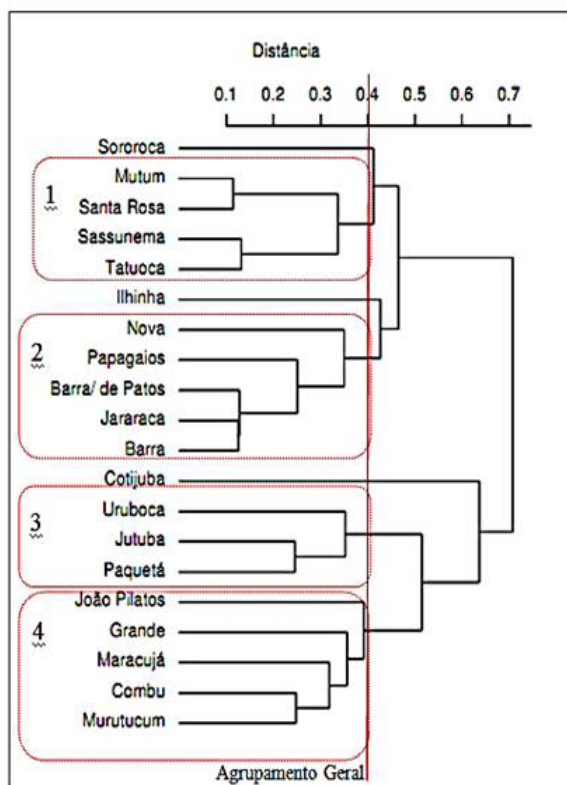 Distância
0.1 0.2 0.3 0.4 0.5 0.6 0.7
Sororoca
Mutum
1
Santa Rosa
Sassunema
Tatuoca
Ilhinha
Nova
2
Papagaios
Barra/ de Patos
Jararaca
Barra
Cotijuba
Uruboca
3
Jutuba
Paquetá
João Pilatos
4
Grande
Maracujá
Combu
Murutucum
Agrupamento Geral